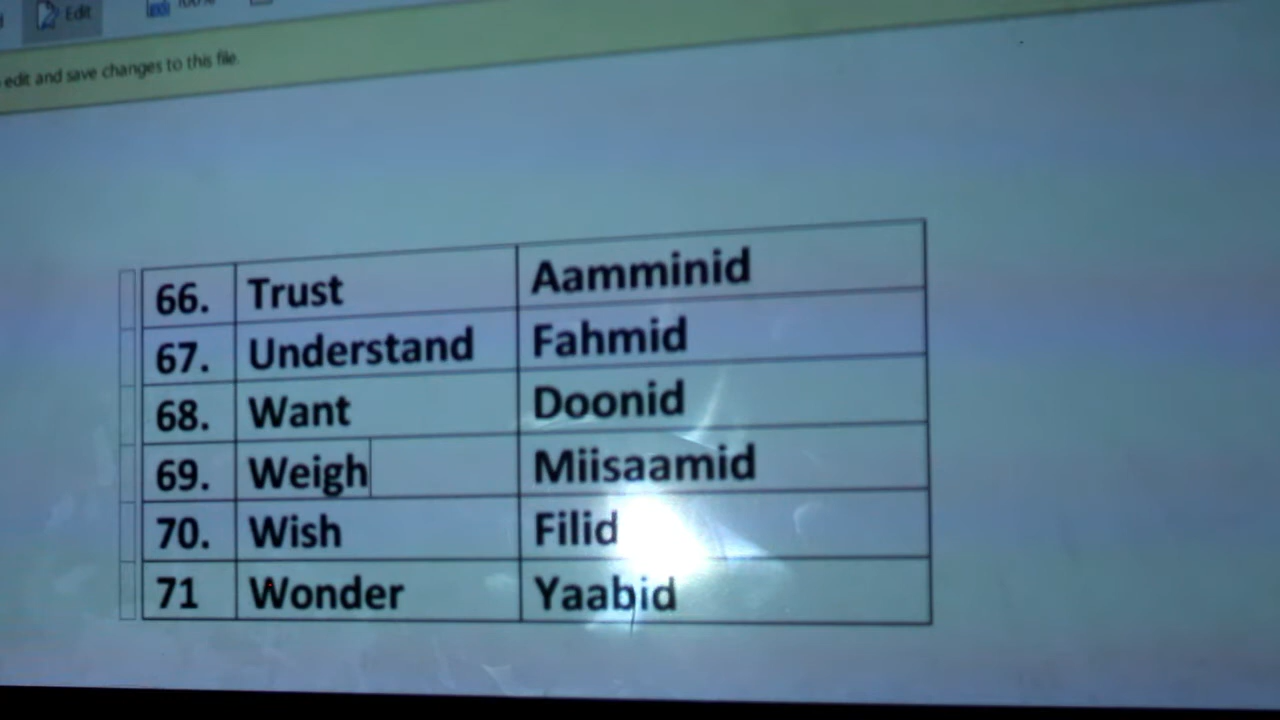 Edit
edit and save changes to this file.
66. Trust Aamminid
67. Understand Fahmid
68. Want Doonid
69. Weigh Miisaamid
70. Wish Filid
71 Wonder Yaabid